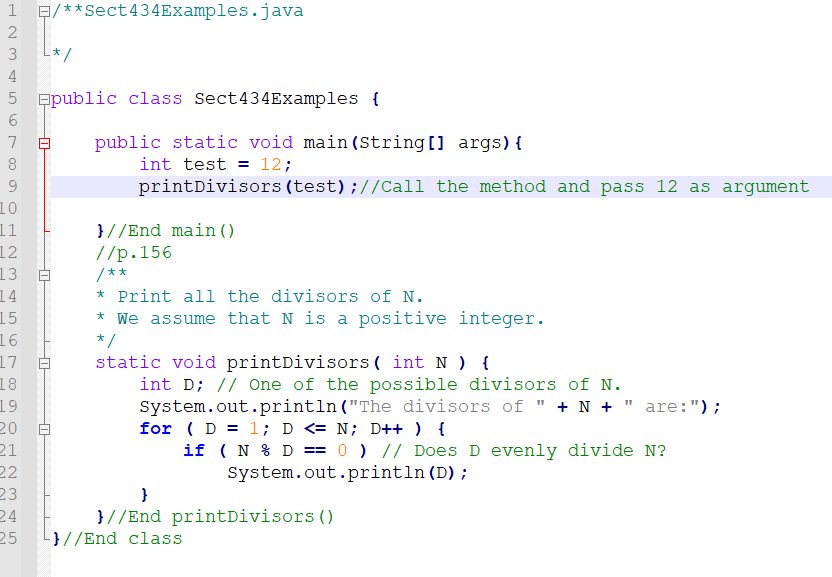 1 /**Sect434Examples.java
2
3 */
4
5 public class Sect434Examples {
6
7     public static void main(String[] args){
8         int test = 12;
9         printDivisors(test);//Call the method and pass 12 as argument
10
11     }//End main()
12     //p.156
13     /**
14     * Print all the divisors of N.
15     * We assume that N is a positive integer.
16     */
17     static void printDivisors( int N ) {
18         int D; // One of the possible divisors of N.
19         System.out.println("The divisors of " + N + " are:");
20         for ( D = 1; D <= N; D++ ) {
21             if ( N % D == 0 ) // Does D evenly divide N?
22                 System.out.println(D);
23         }
24     }//End printDivisors()
25 }//End class